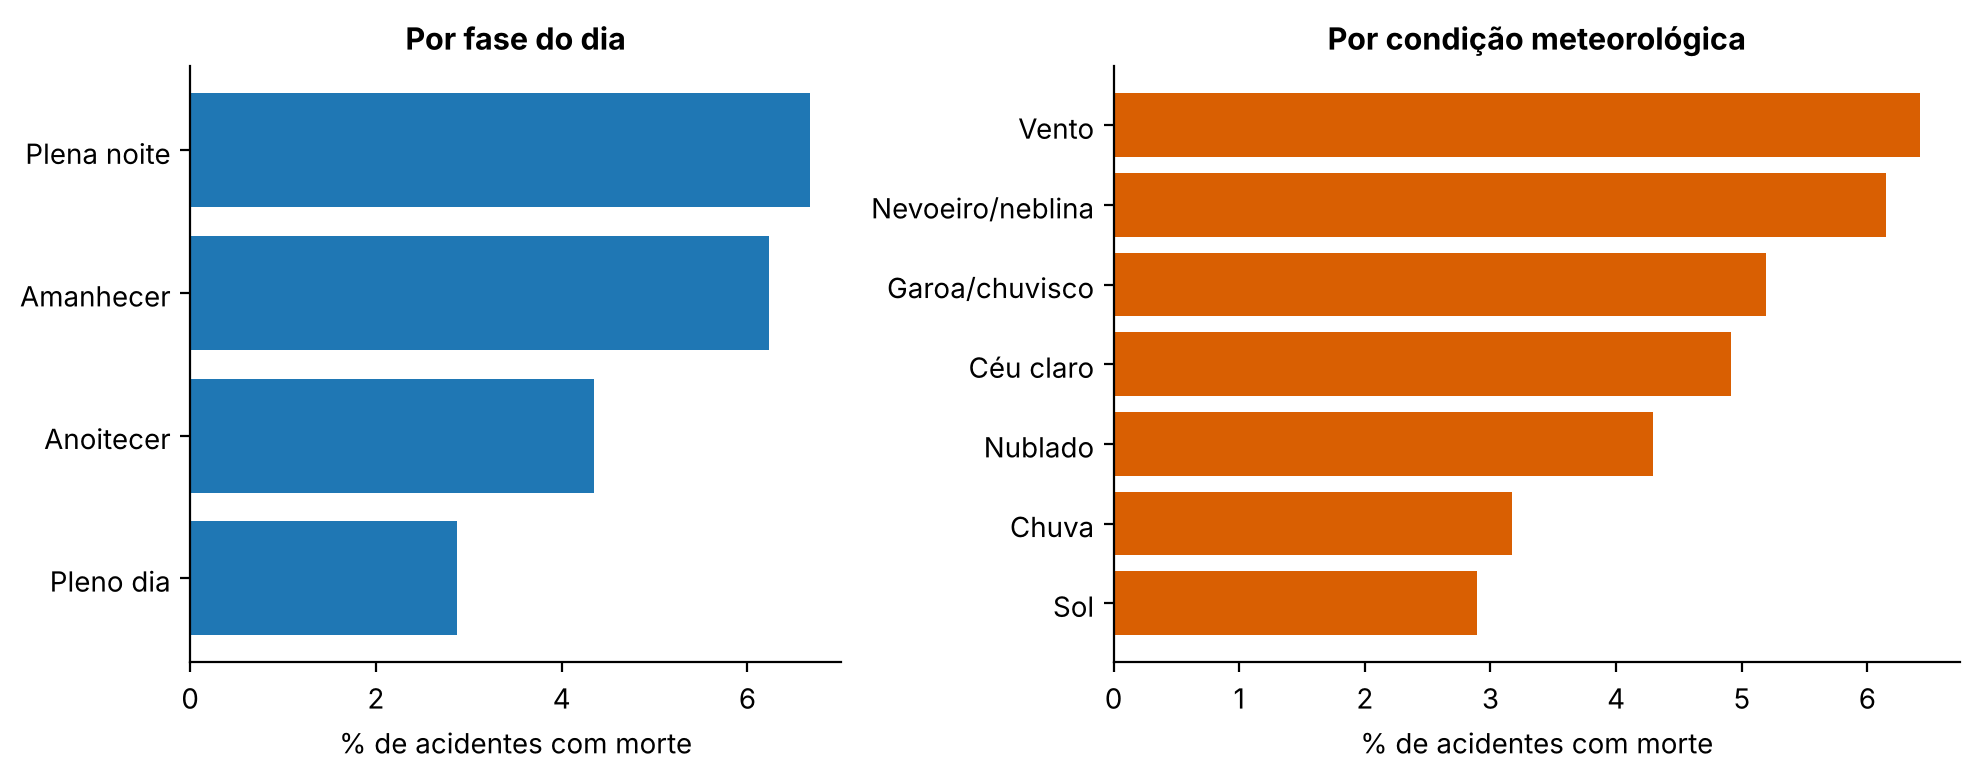 Por fase do dia
Plena noite
Amanhecer
Anoitecer
Pleno dia
0 2 4 6
% de acidentes com morte
Por condição meteorológica
Vento
Nevoeiro/neblina
Garoa/chuvisco
Céu claro
Nublado
Chuva
Sol
0 1 2 3 4 5 6
% de acidentes com morte